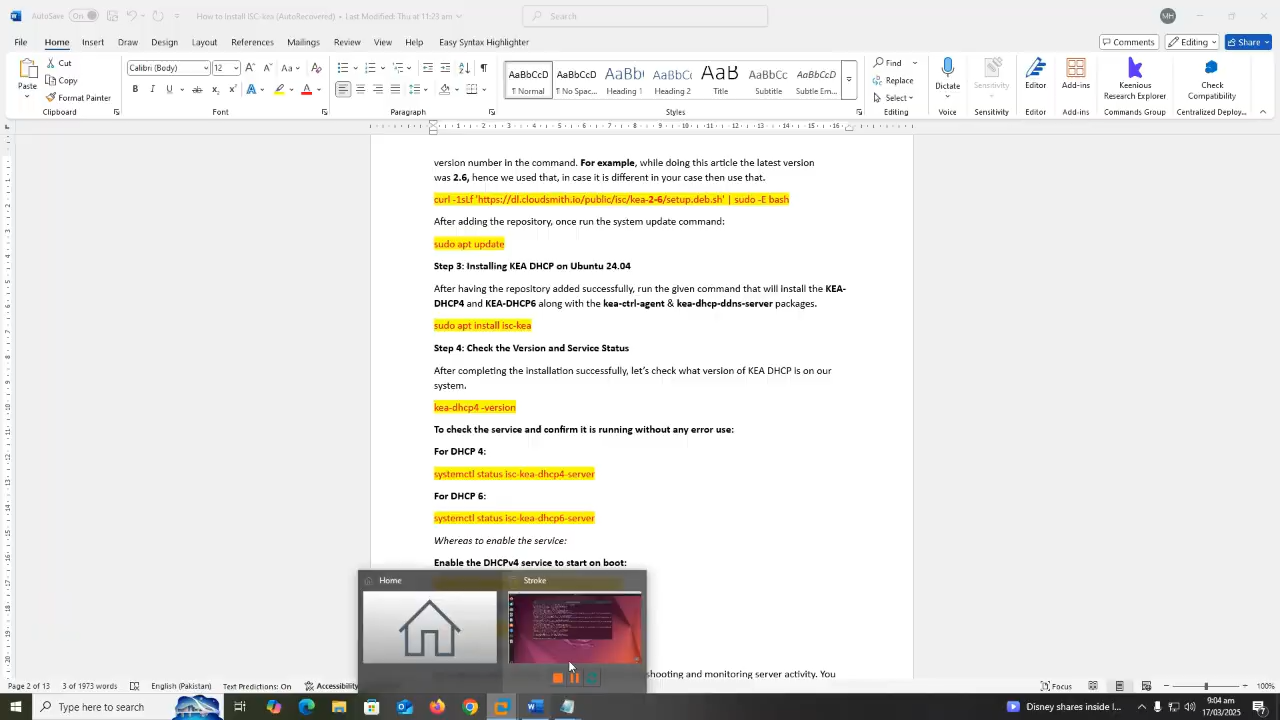 AutoSave Off How to Install ISC-kea (AutoRecovered) • Last Modified: Thu at 11:23 am Search MH
File Home Insert Draw Design Layout References Mailings Review View Help Easy Syntax Highlighter Comments Editing Share
Paste Cut Copy Format Painter Calibri (Body) 12 Find Replace Select
AaBbCcD AaBbCcD AaBbC AaBbCc AaB AaBbCcD AaBbCcD
Normal No Spac... Heading 1 Heading 2 Title Subtitle Subtle Em...
Dictate Sensitivity Editor Add-ins Keenious Research Explorer Check Compatibility
Clipboard Font Paragraph Styles Editing Voice Sensitivity Editor Add-ins Commands Group Centralized Deploy...
version number in the command. For example, while doing this article the latest version
was 2.6, hence we used that, in case it is different in your case then use that.
curl -1sLf 'https://dl.cloudsmith.io/public/isc/kea-2-6/setup.deb.sh' | sudo -E bash
After adding the repository, once run the system update command:
sudo apt update
Step 3: Installing KEA DHCP on Ubuntu 24.04
After having the repository added successfully, run the given command that will install the KEA-
DHCP4 and KEA-DHCP6 along with the kea-ctrl-agent & kea-dhcp-ddns-server packages.
sudo apt install isc-kea
Step 4: Check the Version and Service Status
After completing the installation successfully, let's check what version of KEA DHCP is on our
system.
kea-dhcp4 -version
To check the service and confirm it is running without any error use:
For DHCP 4:
systemctl status isc-kea-dhcp4-server
For DHCP 6:
systemctl status isc-kea-dhcp6-server
Whereas to enable the service:
Enable the DHCPv4 service to start on boot:
Home Stroke
shooting and monitoring server activity. You
Page 2 of 13 3 of 1973 words English (Pakistan) Text Predictions: On Accessibility Focus
Type here to search Disney shares inside l... 9:04 am
17/03/2025